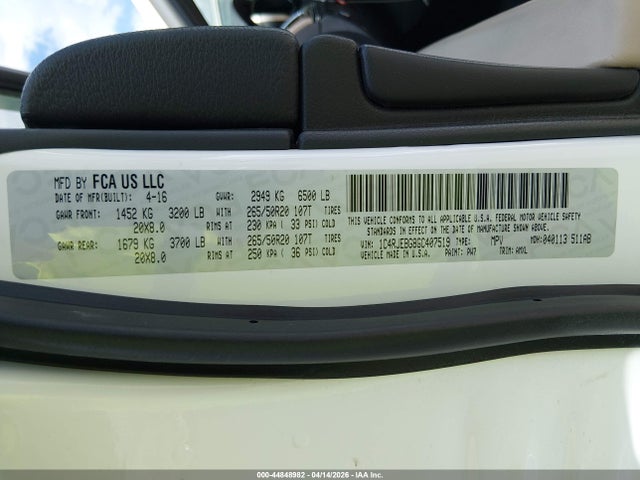 MFD BY FCA US LLC
DATE OF MFR(BUILT): 4-16 GVWR: 2949 KG 6500 LB
GAWR FRONT: 1452 KG 3200 LB WITH 265/50R20 107T TIRES
20X8.0 RIMS AT 230 KPA ( 33 PSI) COLD
GAWR REAR: 1679 KG 3700 LB WITH 265/50R20 107T TIRES
20X8.0 RIMS AT 250 KPA ( 36 PSI) COLD
THIS VEHICLE CONFORMS TO ALL APPLICABLE U.S.A. FEDERAL MOTOR VEHICLE SAFETY
STANDARDS IN EFFECT ON THE DATE OF MANUFACTURE SHOWN ABOVE.
VIN: 1C4RJEBG8GC407519 TYPE: MPV MDH: 040113 511AB
VEHICLE MADE IN U.S.A. PAINT: PW7 TRIM:
000-44848982 - 04/14/2026 - IAA Inc.